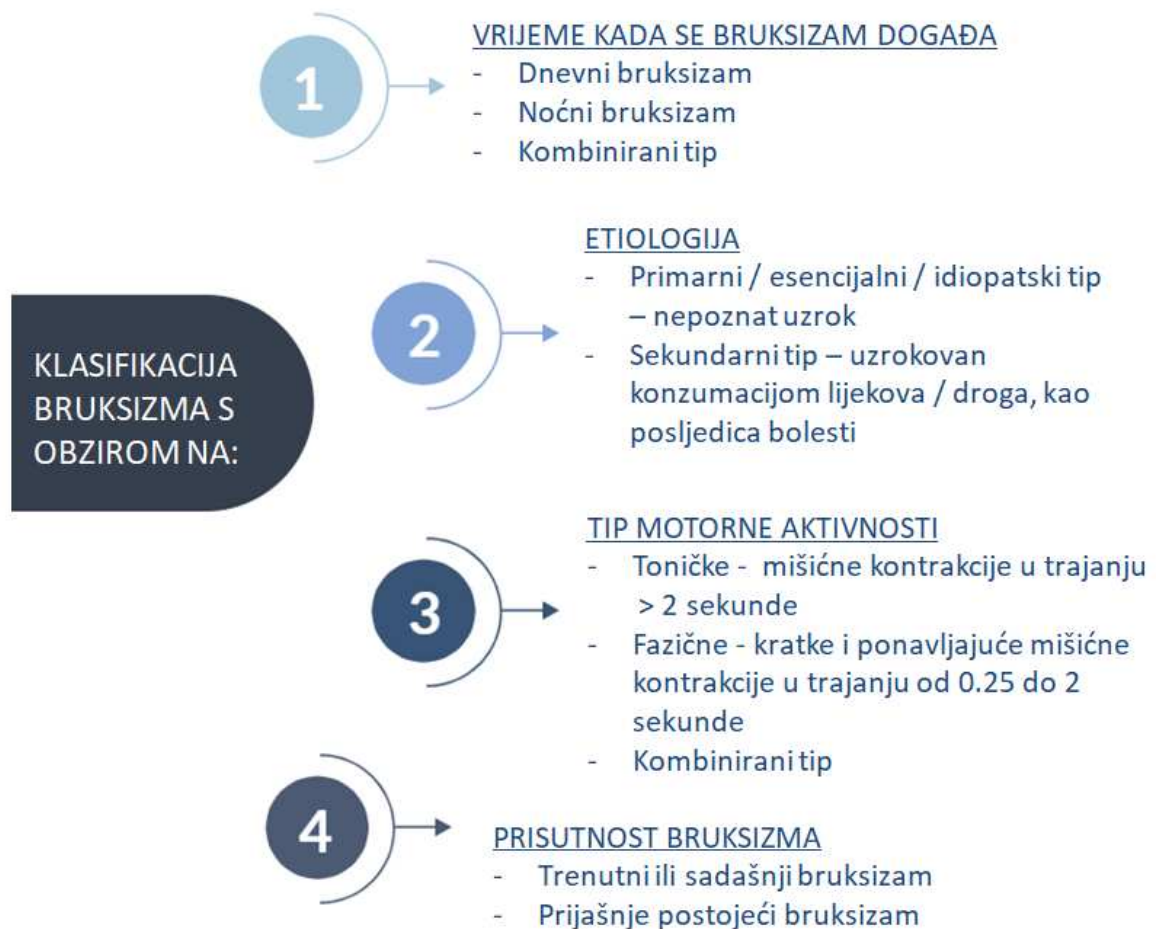 1
VRIJEME KADA SE BRUKSIZAM DOGAĐA
- Dnevni bruksizam
- Noćni bruksizam
- Kombinirani tip
KLASIFIKACIJA
BRUKSIZMA S
OBZIROM NA:
2
ETIOLOGIJA
- Primarni / esencijalni / idiopatski tip
– nepoznat uzrok
- Sekundarni tip – uzrokovan
konzumacijom lijekova / droga, kao
posljedica bolesti
3
TIP MOTORNE AKTIVNOSTI
- Toničke - mišićne kontrakcije u trajanju
> 2 sekunde
- Fazične - kratke i ponavljajuće mišićne
kontrakcije u trajanju od 0.25 do 2
sekunde
- Kombinirani tip
4
PRISUTNOST BRUKSIZMA
- Trenutni ili sadašnji bruksizam
- Prijašnje postojeći bruksizam